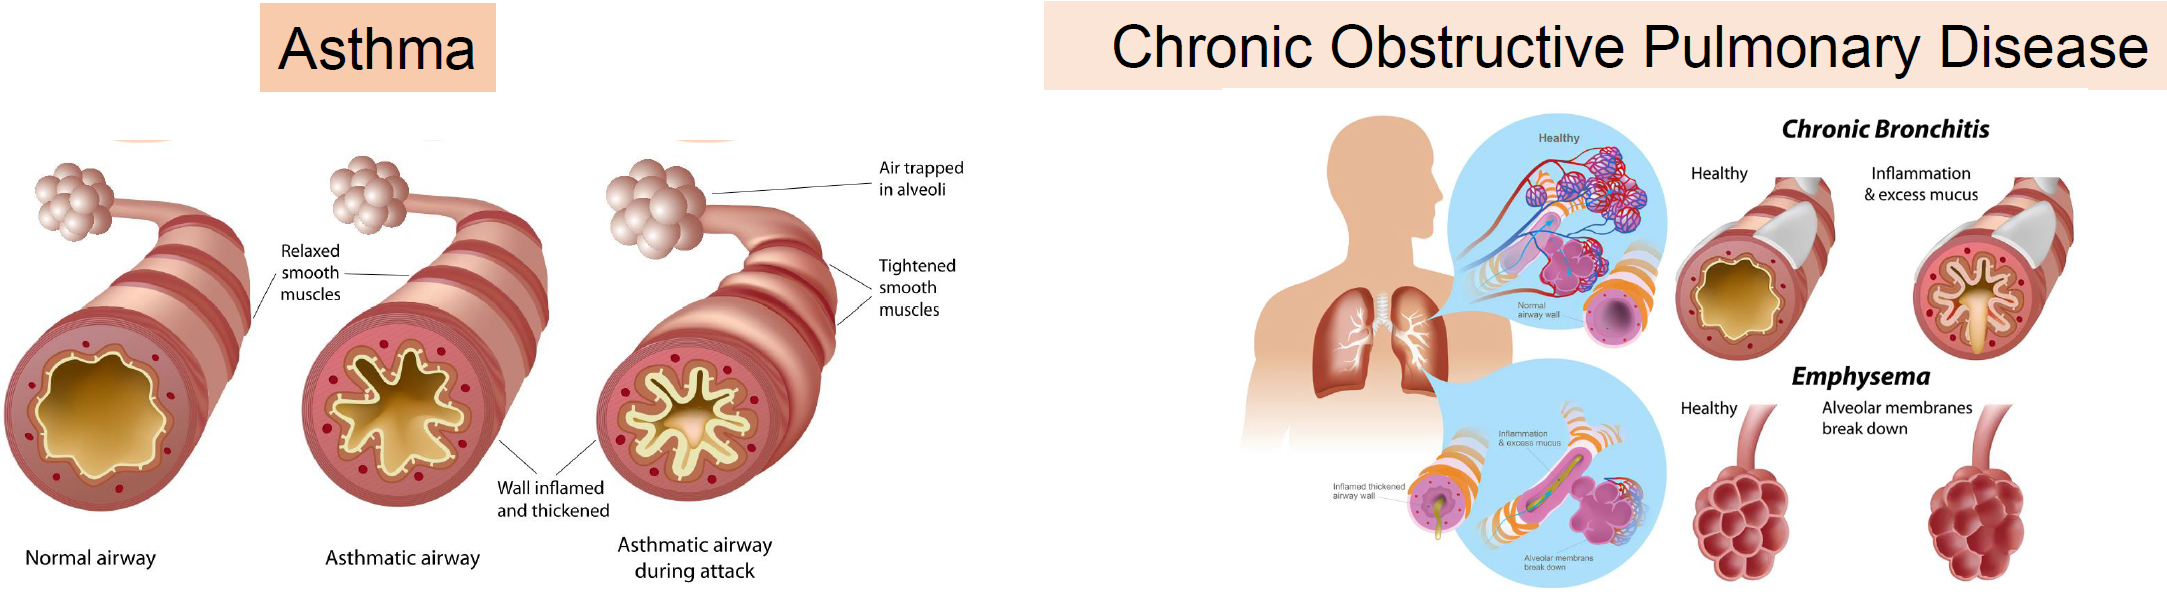 Asthma
Air trapped
in alveoli
Relaxed
smooth
muscles
Tightened
smooth
muscles
Wall inflamed
and thickened
Normal airway
Asthmatic airway
Asthmatic airway
during attack
Chronic Obstructive Pulmonary Disease
Healthy
Normal
airway wall
Inflammation
& excess mucus
Inflamed thickened
airway wall
Alveolar membrans
break down
Chronic Bronchitis
Healthy
Inflammation
& excess mucus
Emphysema
Healthy
Alveolar membranes
break down